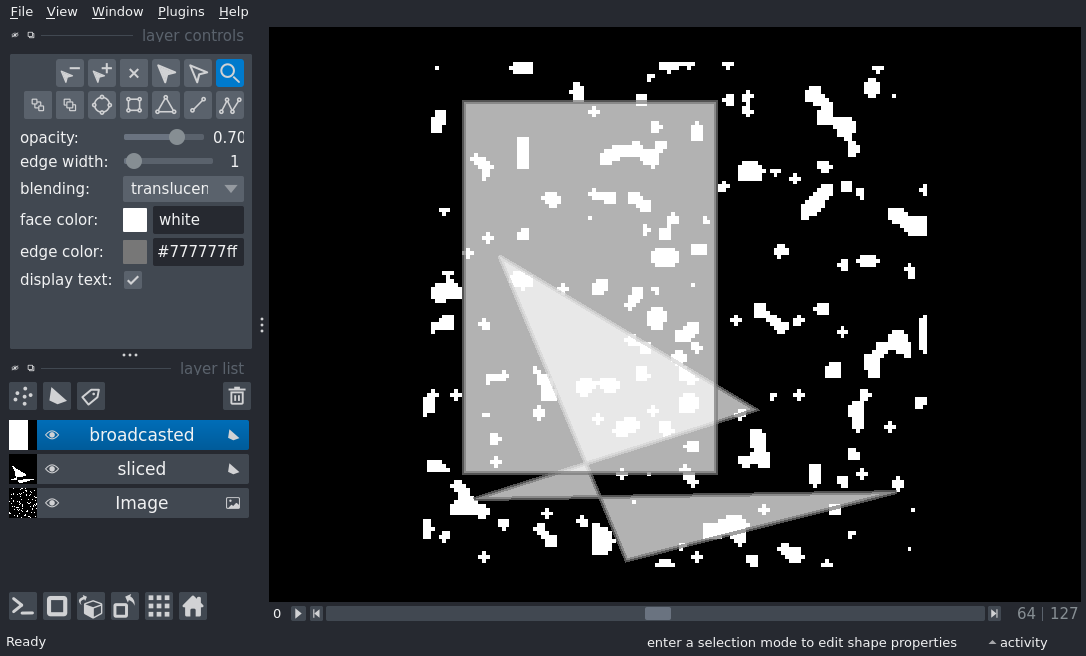 File View Window Plugins Help
layer controls
opacity: 0.70
edge width: 1
blending: translucen
face color: white
edge color: #777777ff
display text:
layer list
broadcasted
sliced
Image
0 64 | 127
Ready enter a selection mode to edit shape properties activity